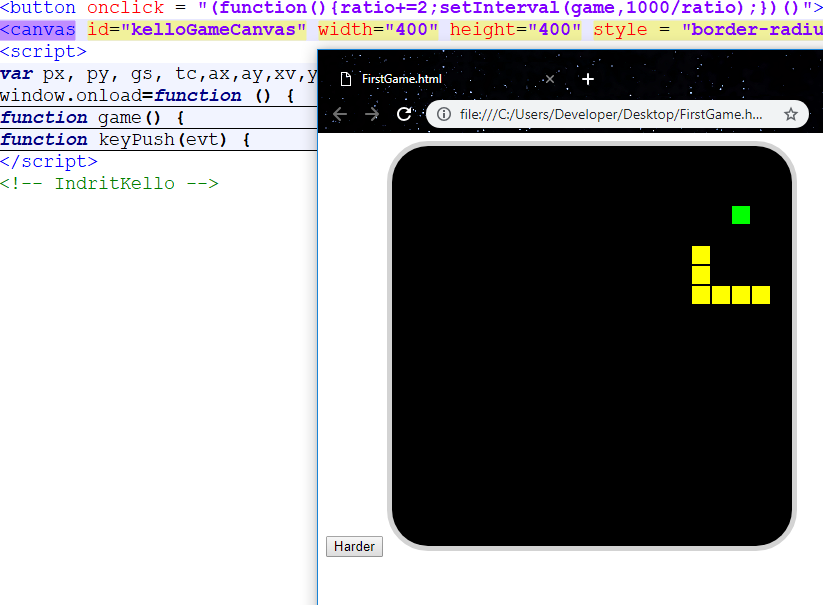 <button onclick = "(function(){ratio+=2;setInterval(game,1000/ratio);})()">
<canvas id="kelloGameCanvas" width="400" height="400" style = "border-radiu
<script>
var px, py, gs, tc,ax,ay,xv,y
window.onload=function () {
function game() {
function keyPush(evt) {
</script>
<!-- IndritKello -->
FirstGame.html
file:///C:/Users/Developer/Desktop/FirstGame.h...
Harder